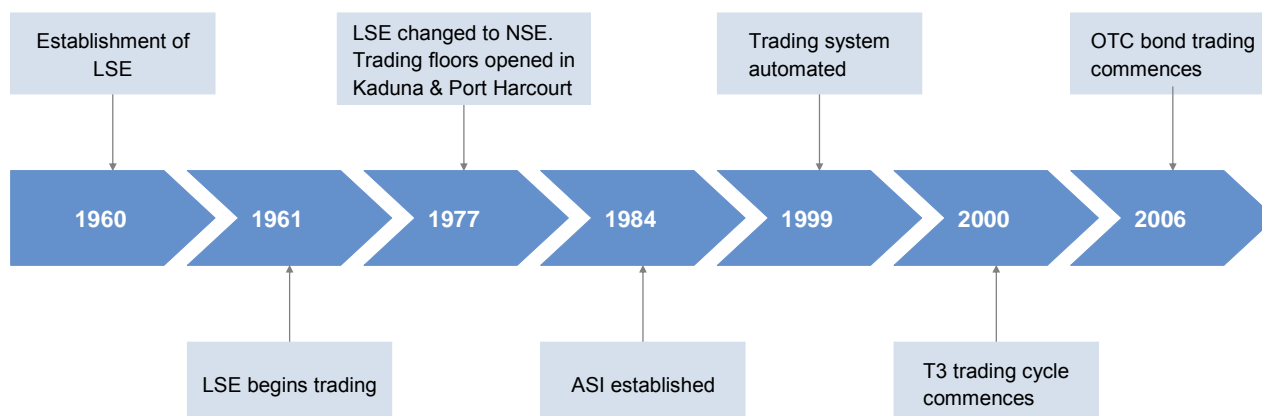 Establishment of
LSE
LSE changed to NSE.
Trading floors opened in
Kaduna & Port Harcourt
Trading system
automated
OTC bond trading
commences
1960
1961
1977
1984
1999
2000
2006
LSE begins trading
ASI established
T3 trading cycle
commences